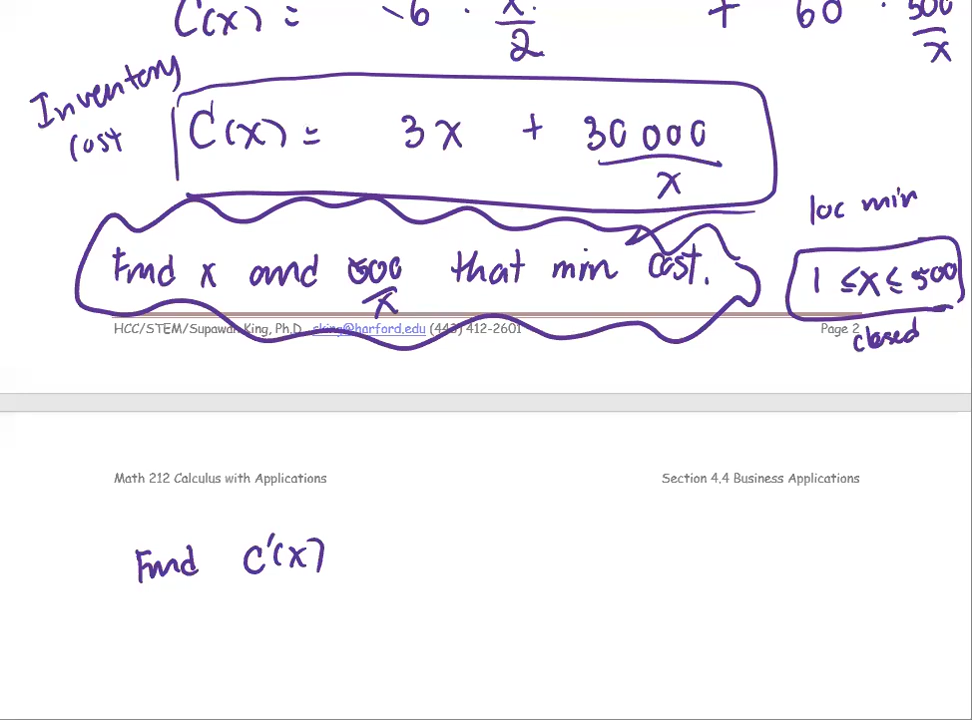 C(x) = 6 · x/2 + 60 · 500/x
Inventory cost
C(x) = 3x + 30 000/x
loc min
Find x and 500/x that min cost.
1 ≤ x ≤ 500
closed
HCC/STEM/Supawan King, Ph.D. sking@harford.edu (443) 412-2601 Page 2
Math 212 Calculus with Applications Section 4.4 Business Applications
Find C'(x)